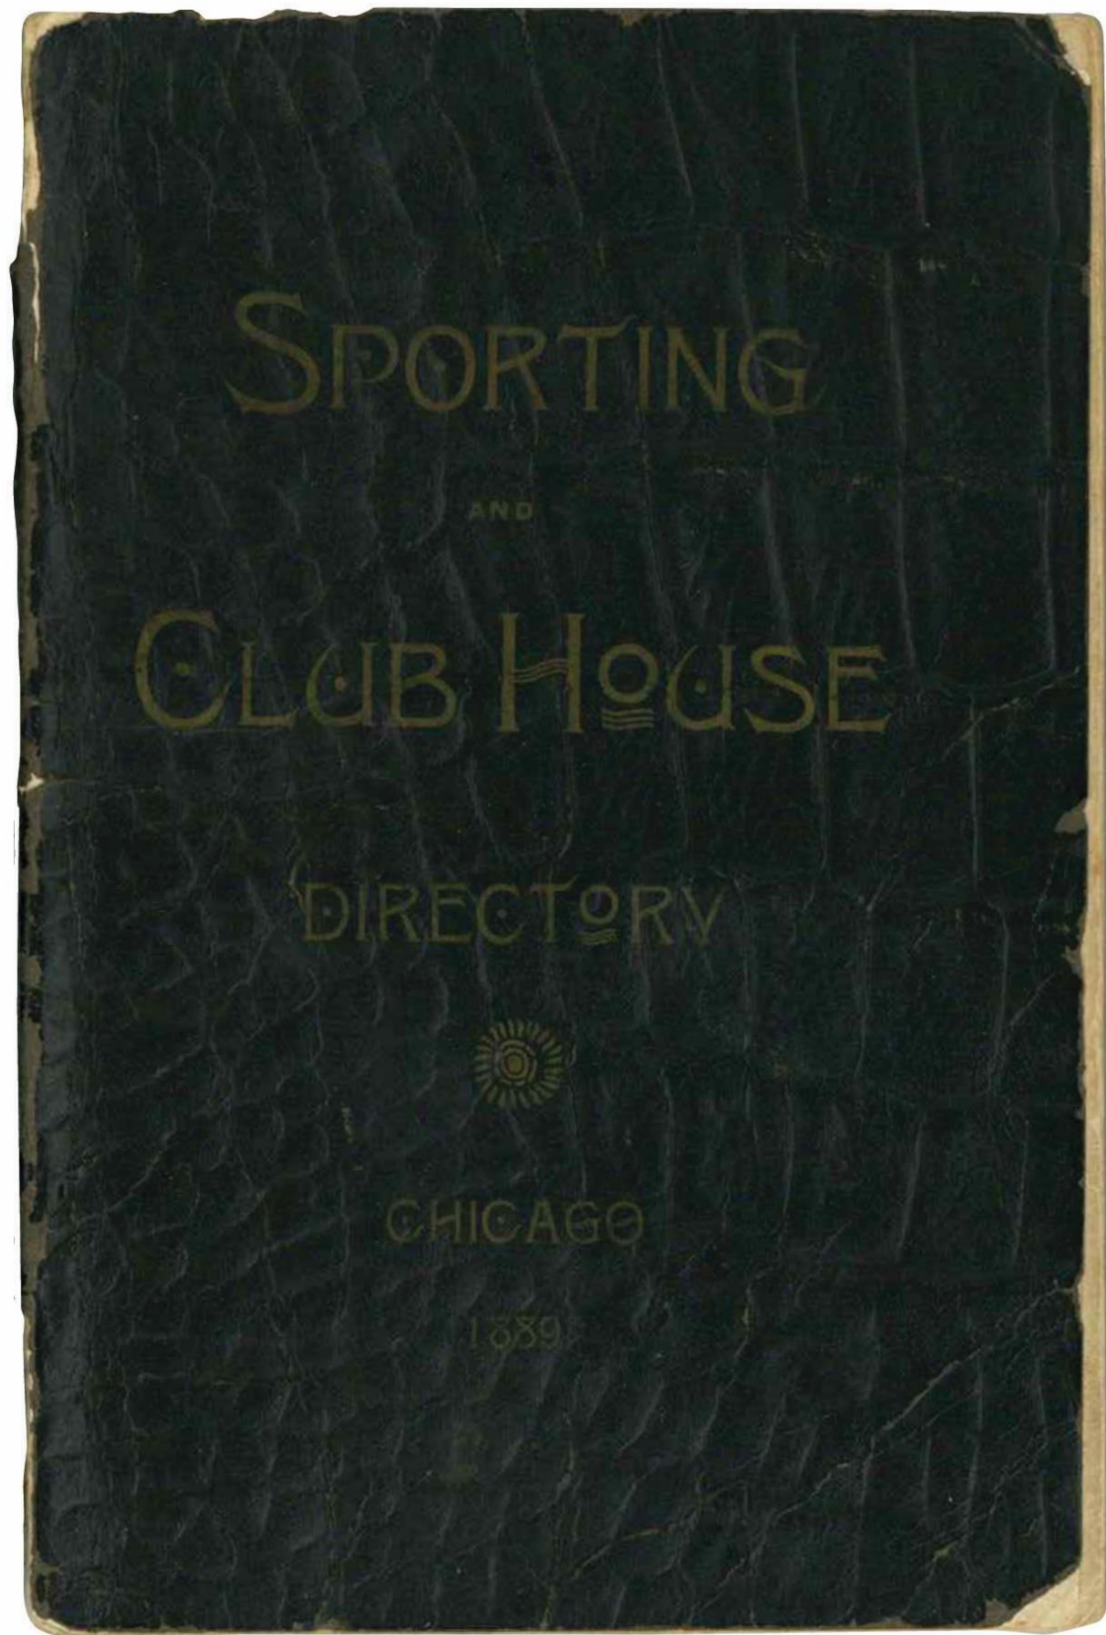 SPORTING
AND
CLUB HOUSE
DIRECTORY
CHICAGO
1889